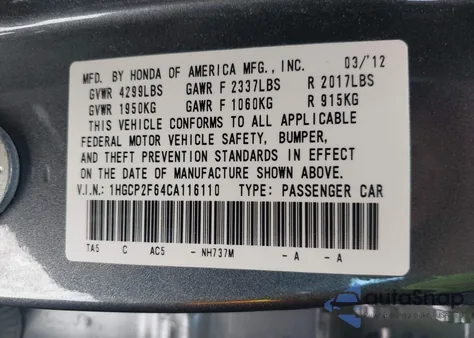 MFD. BY HONDA OF AMERICA MFG., INC. 03/'12
GVWR 4299LBS GAWR F 2337LBS R 2017LBS
GVWR 1950KG GAWR F 1060KG R 915KG
THIS VEHICLE CONFORMS TO ALL APPLICABLE
FEDERAL MOTOR VEHICLE SAFETY, BUMPER,
AND THEFT PREVENTION STANDARDS IN EFFECT
ON THE DATE OF MANUFACTURE SHOWN ABOVE.
V.I.N.: 1HGCP2F64CA116110 TYPE: PASSENGER CAR
TA5 C AC5 - NH737M - A - A
autoSnap